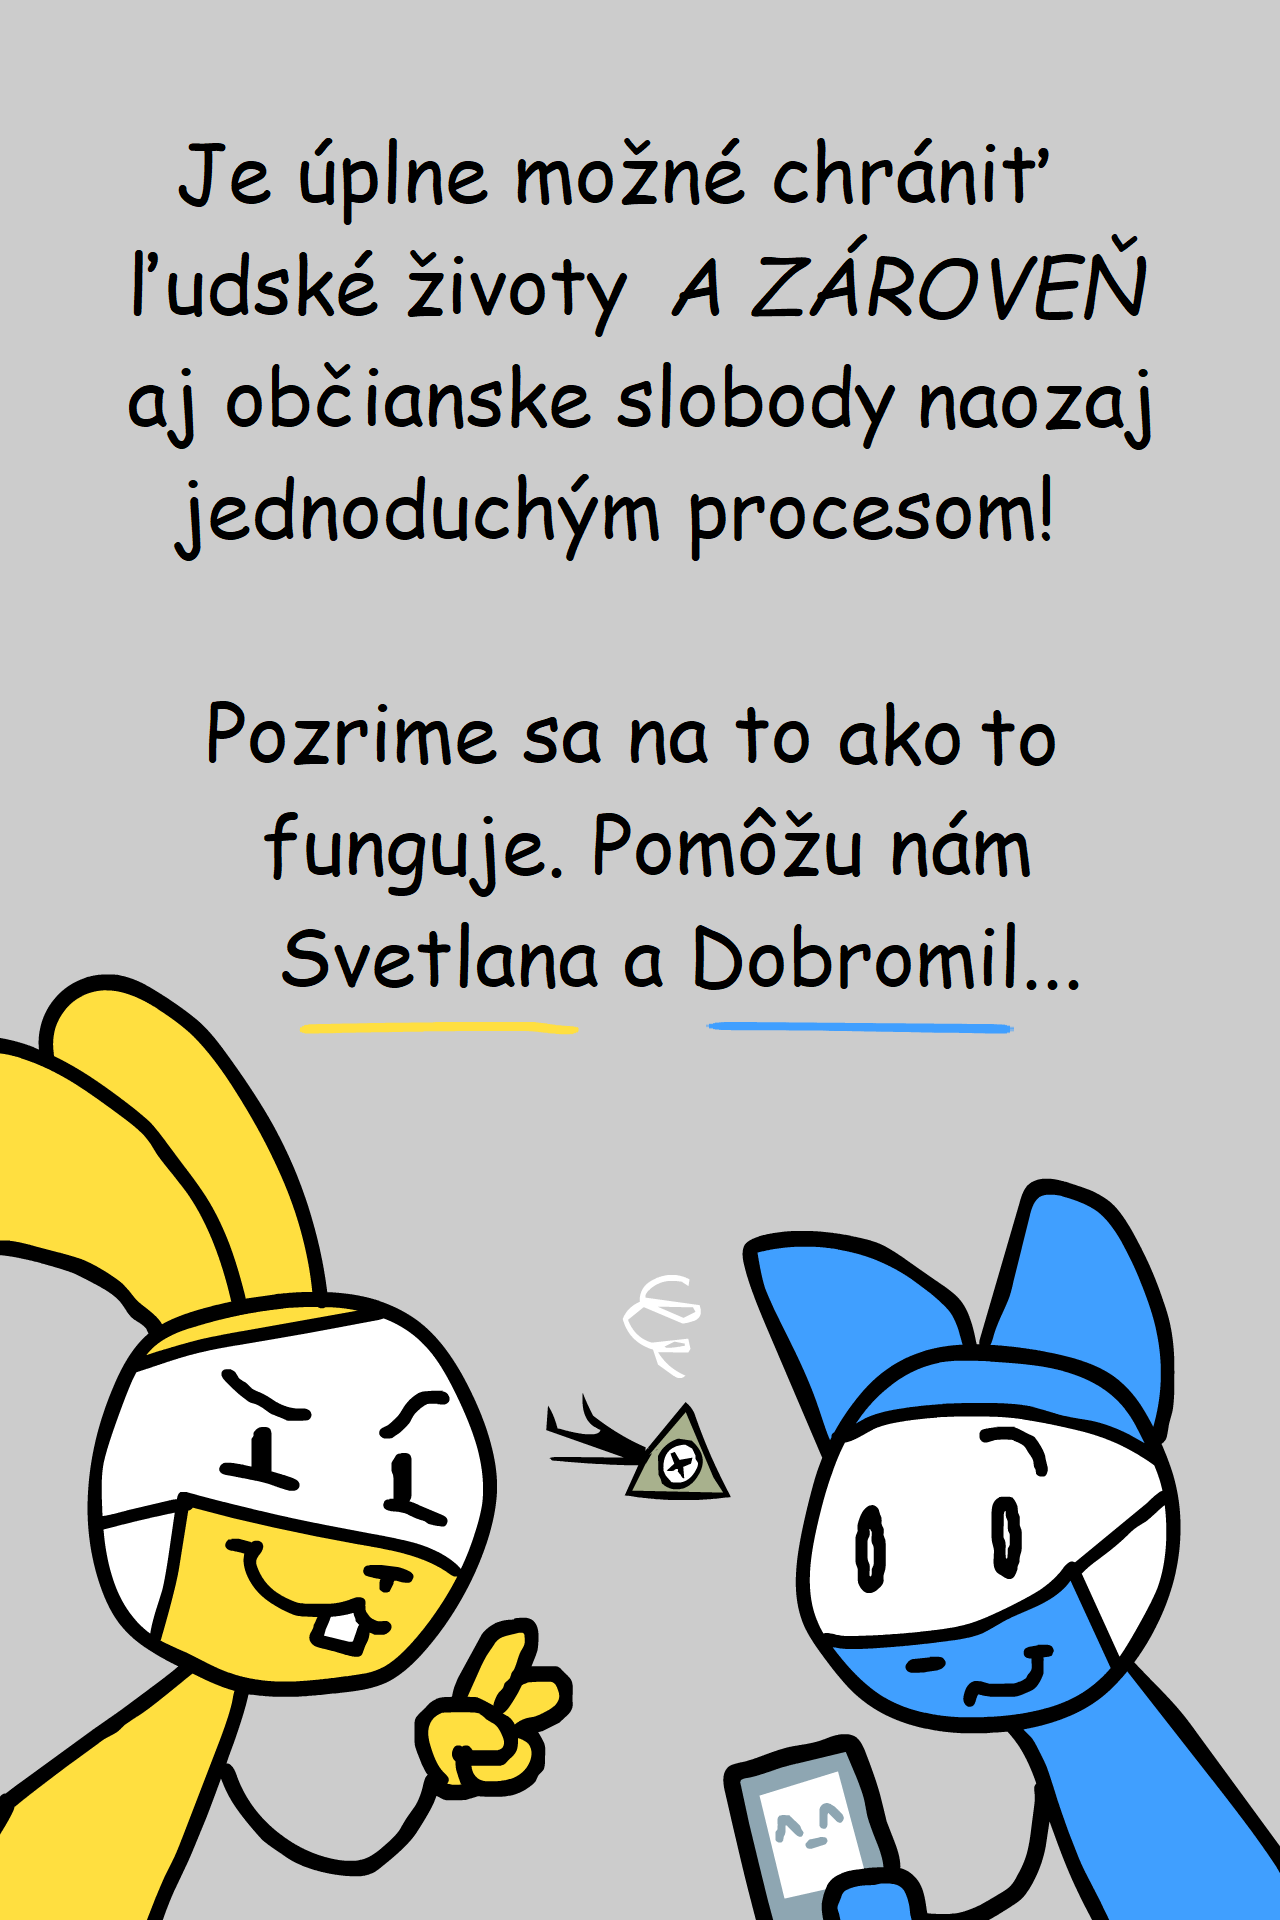 Je úplne možné chrániť
ľudské životy A ZÁROVEŇ
aj občianske slobody naozaj
jednoduchým procesom!
Pozrime sa na to ako to
funguje. Pomôžu nám
Svetlana a Dobromil...